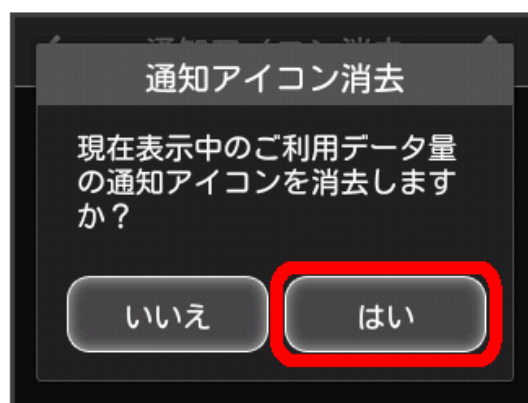 通知アイコン消去
現在表示中のご利用データ量
の通知アイコンを消去します
か？
いいえ
はい